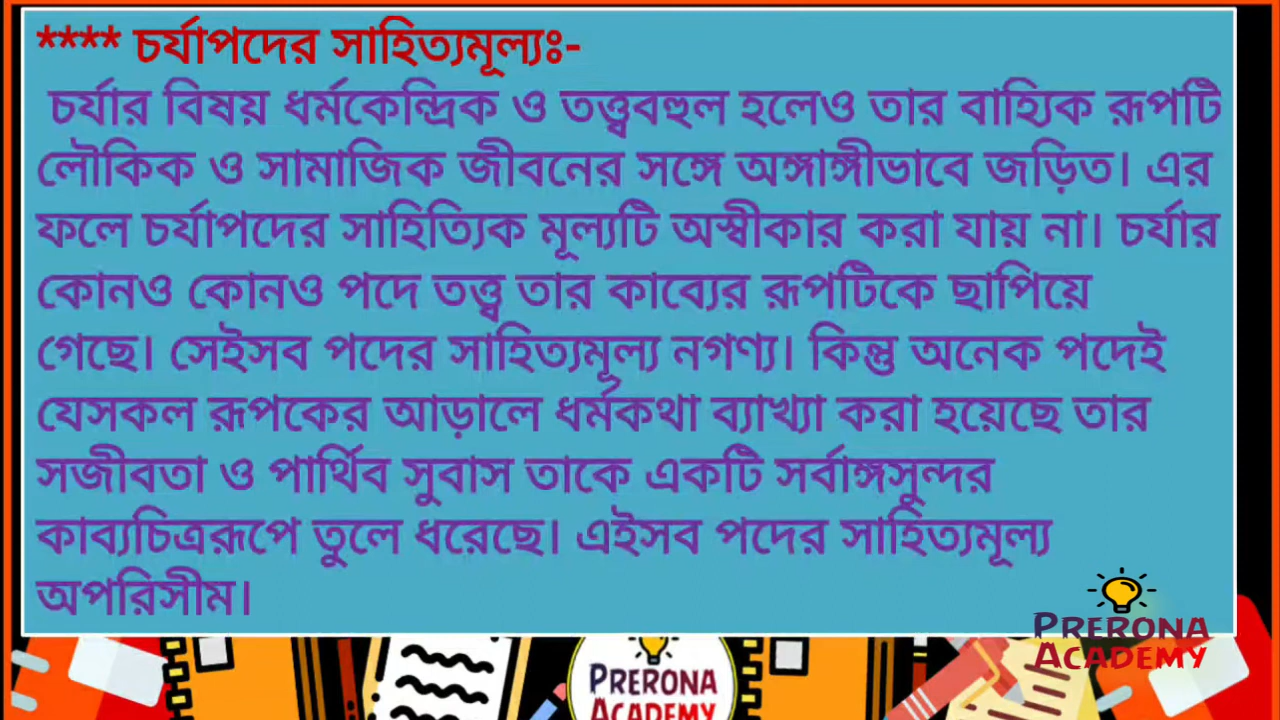 **** চর্যাপদের সাহিত্যমূল্যঃ-
চর্যার বিষয় ধর্মকেন্দ্রিক ও তত্ত্ববহুল হলেও তার বাহ্যিক রূপটি
লৌকিক ও সামাজিক জীবনের সঙ্গে অঙ্গাঙ্গীভাবে জড়িত। এর
ফলে চর্যাপদের সাহিত্যিক মূল্যটি অস্বীকার করা যায় না। চর্যার
কোনও কোনও পদে তত্ত্ব তার কাব্যের রূপটিকে ছাপিয়ে
গেছে। সেইসব পদের সাহিত্যমূল্য নগণ্য। কিন্তু অনেক পদেই
যেসকল রূপকের আড়ালে ধর্মকথা ব্যাখ্যা করা হয়েছে তার
সজীবতা ও পার্থিব সুবাস তাকে একটি সর্বাঙ্গসুন্দর
কাব্যচিত্ররূপে তুলে ধরেছে। এইসব পদের সাহিত্যমূল্য
অপরিসীম।
PRERONA
ACADEMY
PRERONA
ACADEMY